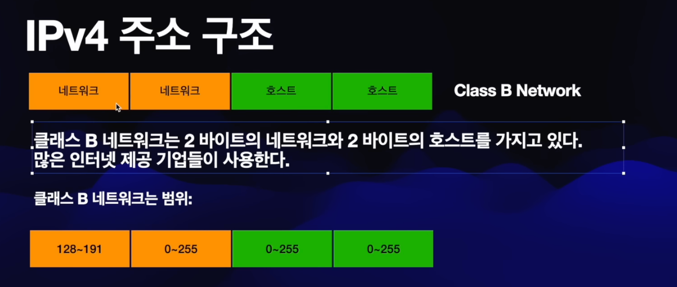 IPv4 주소 구조
네트워크 네트워크 호스트 호스트 Class B Network
클래스 B 네트워크는 2 바이트의 네트워크와 2 바이트의 호스트를 가지고 있다.
많은 인터넷 제공 기업들이 사용한다.
클래스 B 네트워크는 범위:
128~191 0~255 0~255 0~255